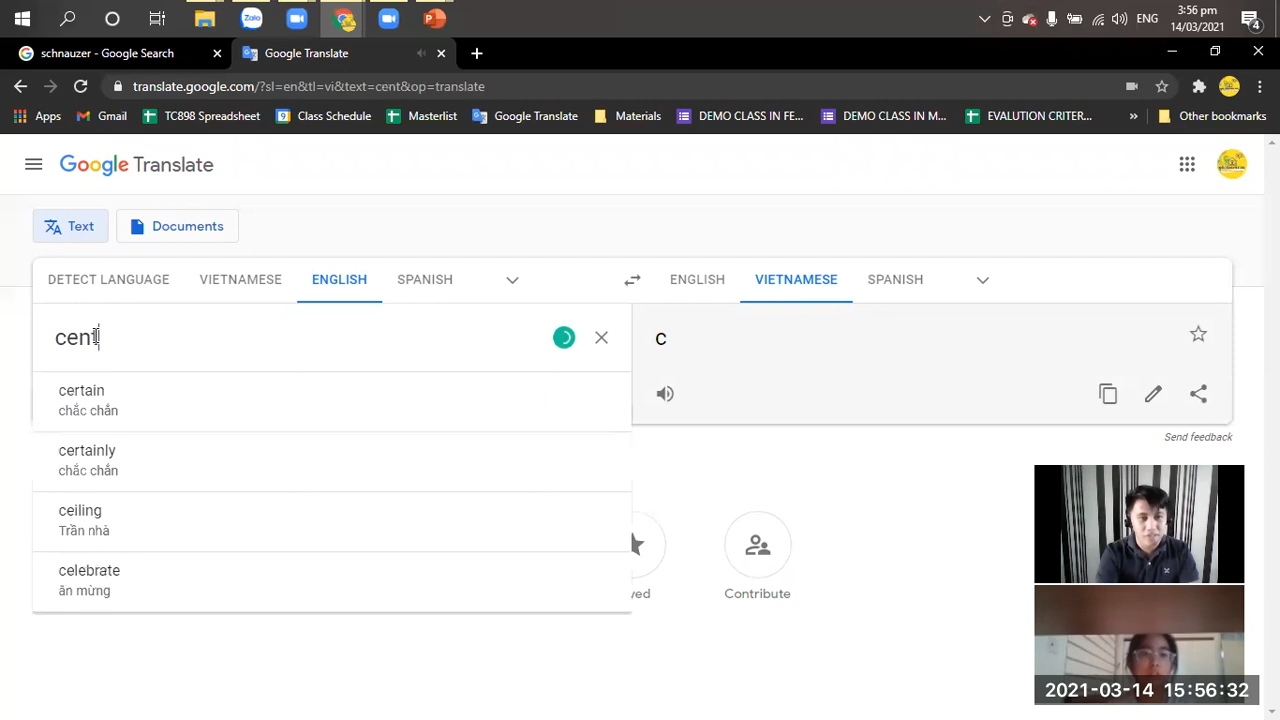 Zalo
3:56 pm
ENG
14/03/2021
4
schnauzer - Google Search
Google Translate
translate.google.com/?sl=en&tl=vi&text=cent&op=translate
Apps
Gmail
TC898 Spreadsheet
9
Class Schedule
Masterlist
Google Translate
Materials
DEMO CLASS IN FE...
DEMO CLASS IN M...
EVALUTION CRITER...
»
Other bookmarks
Google Translate
Text
Documents
DETECT LANGUAGE
VIETNAMESE
ENGLISH
SPANISH
ENGLISH
VIETNAMESE
SPANISH
cent
c
certain
chắc chắn
certainly
chắc chắn
ceiling
Trần nhà
celebrate
ăn mừng
Send feedback
ved
Contribute
2021-03-14 15:56:32